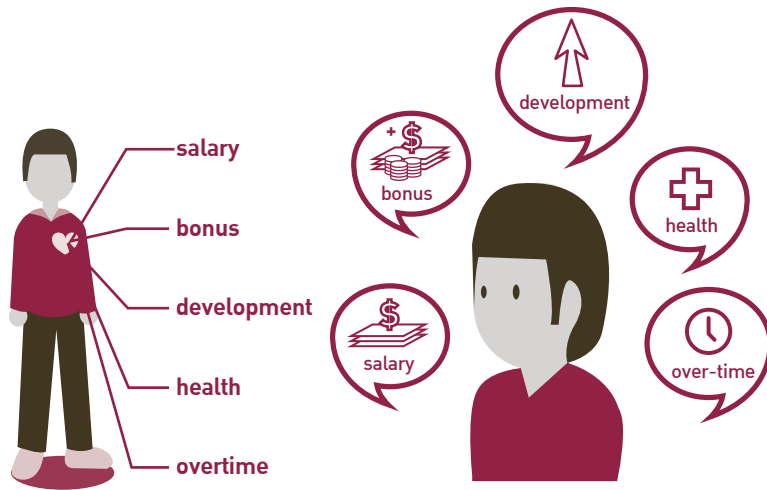 salary
bonus
development
health
overtime
development
+ $
bonus
health
$
salary
over-time